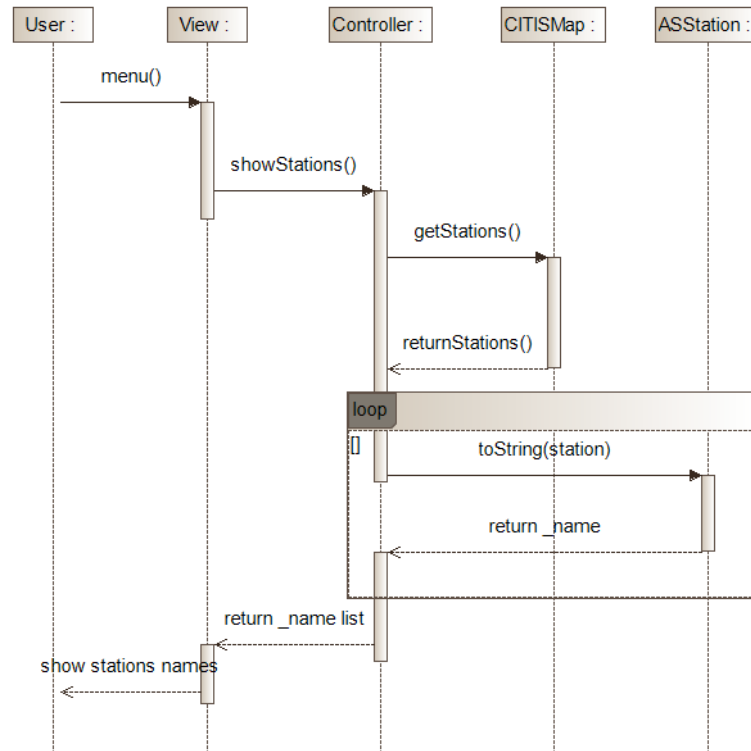 User :
View :
Controller :
CITISMap :
ASStation :
menu()
showStations()
getStations()
returnStations()
loop
[]
toString(station)
return _name
return _name list
show stations names